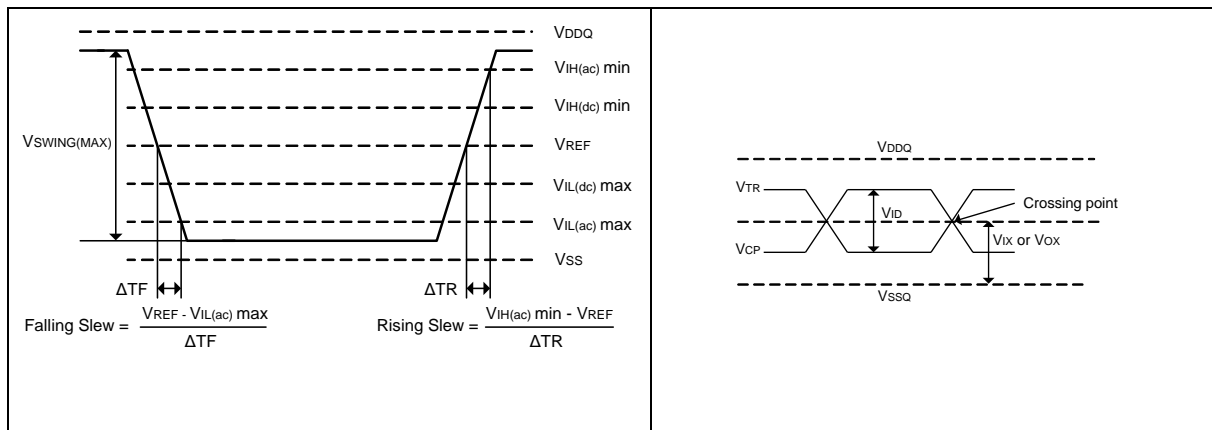 VDDQ
VIH(ac) min
VIH(dc) min
VSWING(MAX)
VREF
VIL(dc) max
VIL(ac) max
VSS
ΔTF
ΔTR
Falling Slew = VREF - VIL(ac) max
ΔTF
Rising Slew = VIH(ac) min - VREF
ΔTR
VDDQ
VTR
VID
Crossing point
VIX or VOX
VCP
VSSQ